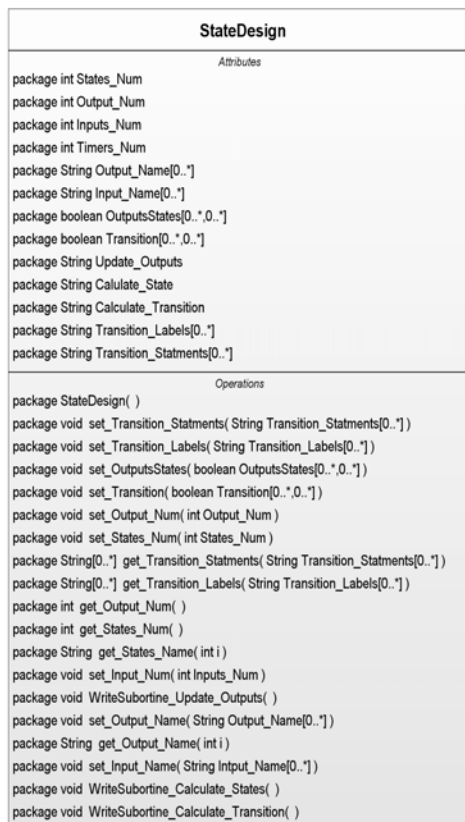 StateDesign
Attributes
package int States_Num
package int Output_Num
package int Inputs_Num
package int Timers_Num
package String Output_Name[0..*]
package String Input_Name[0..*]
package boolean OutputsStates[0..*,0..*]
package boolean Transition[0..*,0..*]
package String Update_Outputs
package String Calulate_State
package String Calculate_Transition
package String Transition_Labels[0..*]
package String Transition_Statments[0..*]
Operations
package StateDesign( )
package void set_Transition_Statments( String Transition_Statments[0..*] )
package void set_Transition_Labels( String Transition_Labels[0..*] )
package void set_OutputsStates( boolean OutputsStates[0..*,0..*] )
package void set_Transition( boolean Transition[0..*,0..*] )
package void set_Output_Num( int Output_Num )
package void set_States_Num( int States_Num )
package String[0..*] get_Transition_Statments( String Transition_Statments[0..*] )
package String[0..*] get_Transition_Labels( String Transition_Labels[0..*] )
package int get_Output_Num( )
package int get_States_Num( )
package String get_States_Name( int i )
package void set_Input_Num( int Inputs_Num )
package void WriteSubortine_Update_Outputs( )
package void set_Output_Name( String Output_Name[0..*] )
package String get_Output_Name( int i )
package void set_Input_Name( String Intput_Name[0..*] )
package void WriteSubortine_Calculate_States( )
package void WriteSubortine_Calculate_Transition( )